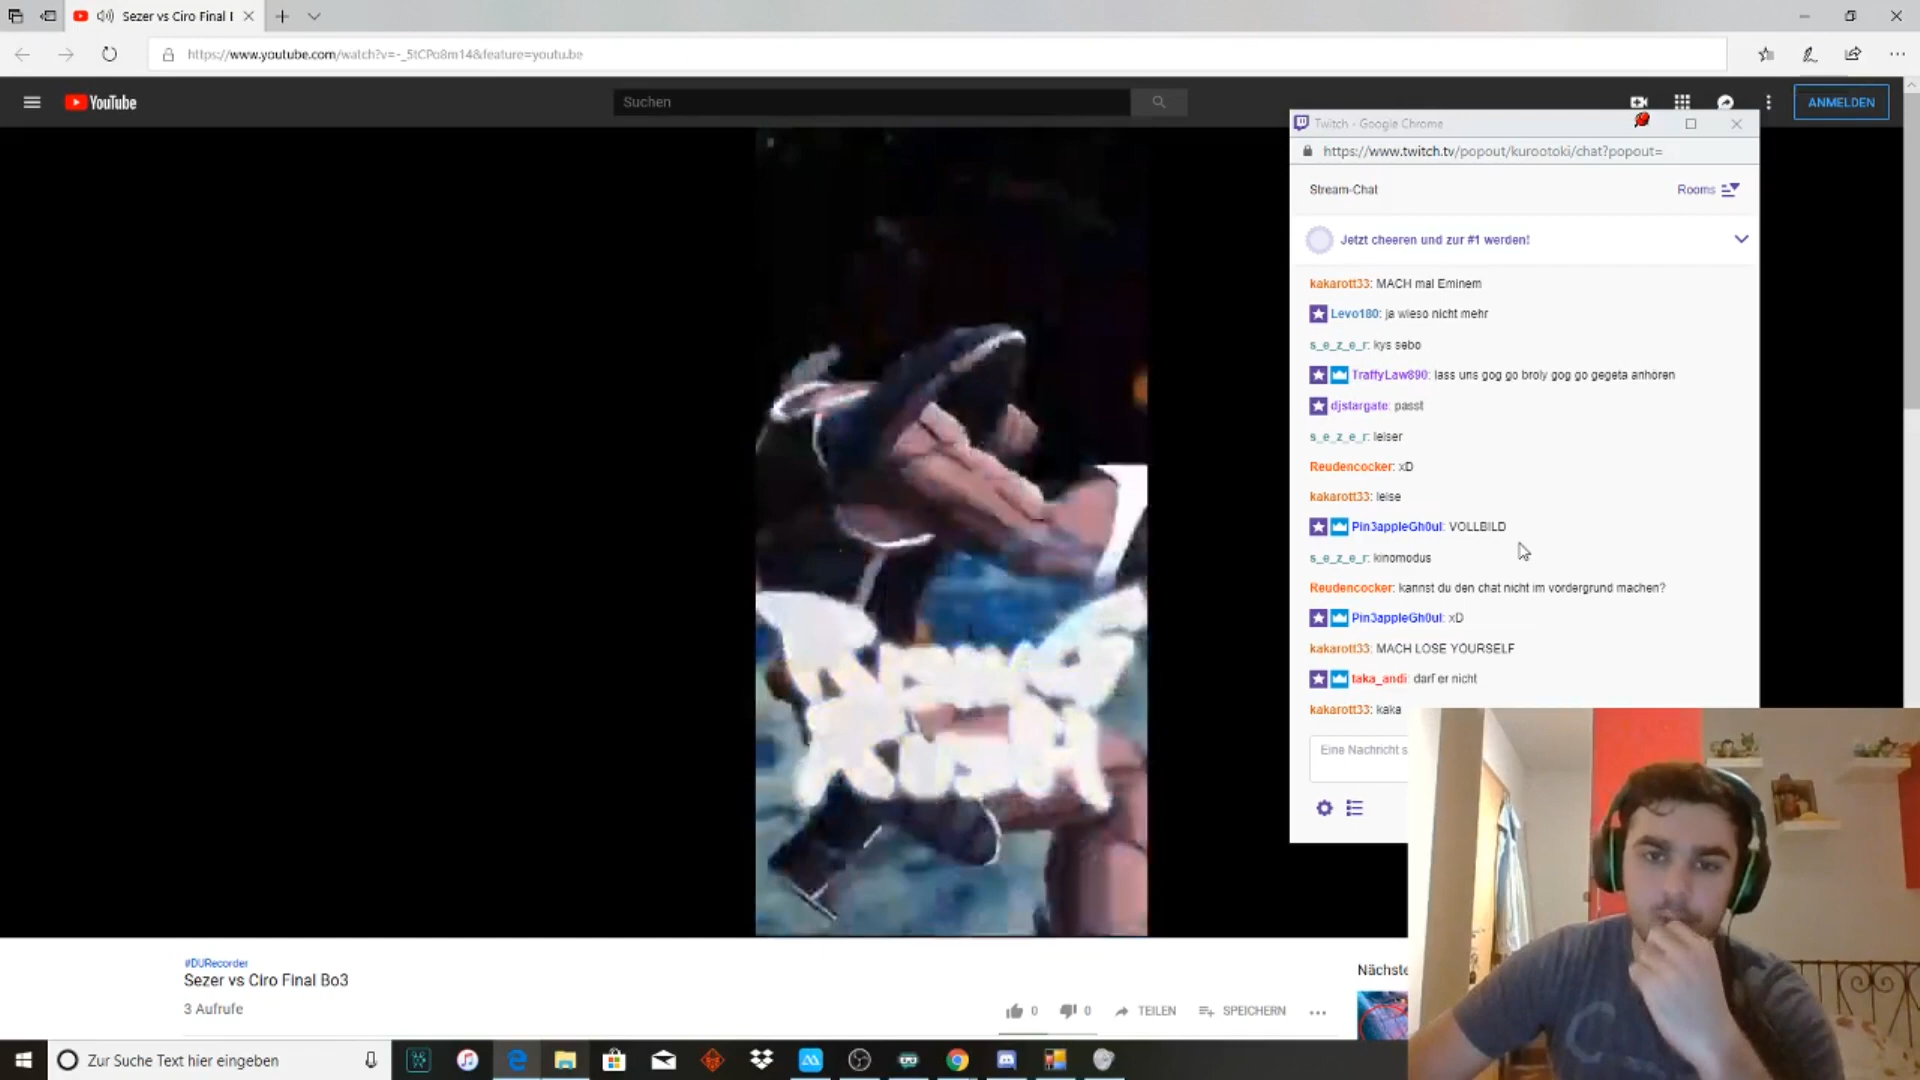 Sezer vs Ciro Final I
https://www.youtube.com/watch?v=-_5tCPo8m14&feature=youtu.be
YouTube
Suchen
ANMELDEN
Twitch - Google Chrome
https://www.twitch.tv/popout/kurootoki/chat?popout=
Stream-Chat
Rooms
Jetzt cheeren und zur #1 werden!
kakarott33: MACH mal Eminem
Levo180: ja wieso nicht mehr
s_e_z_e_r: kys sebo
TraffyLaw890: lass uns gog go broly gog go gegeta anhören
djstargate: passt
s_e_z_e_r: leiser
Reudencocker: xD
kakarott33: leise
Pin3appleGh0ul: VOLLBILD
s_e_z_e_r: kinomodus
Reudencocker: kannst du den chat nicht im vordergrund machen?
Pin3appleGh0ul: xD
kakarott33: MACH LOSE YOURSELF
taka_andi: darf er nicht
kakarott33: kaka
Eine Nachricht s
#DURecorder
Sezer vs Ciro Final Bo3
3 Aufrufe
0
0
TEILEN
SPEICHERN
Nächste
Zur Suche Text hier eingeben